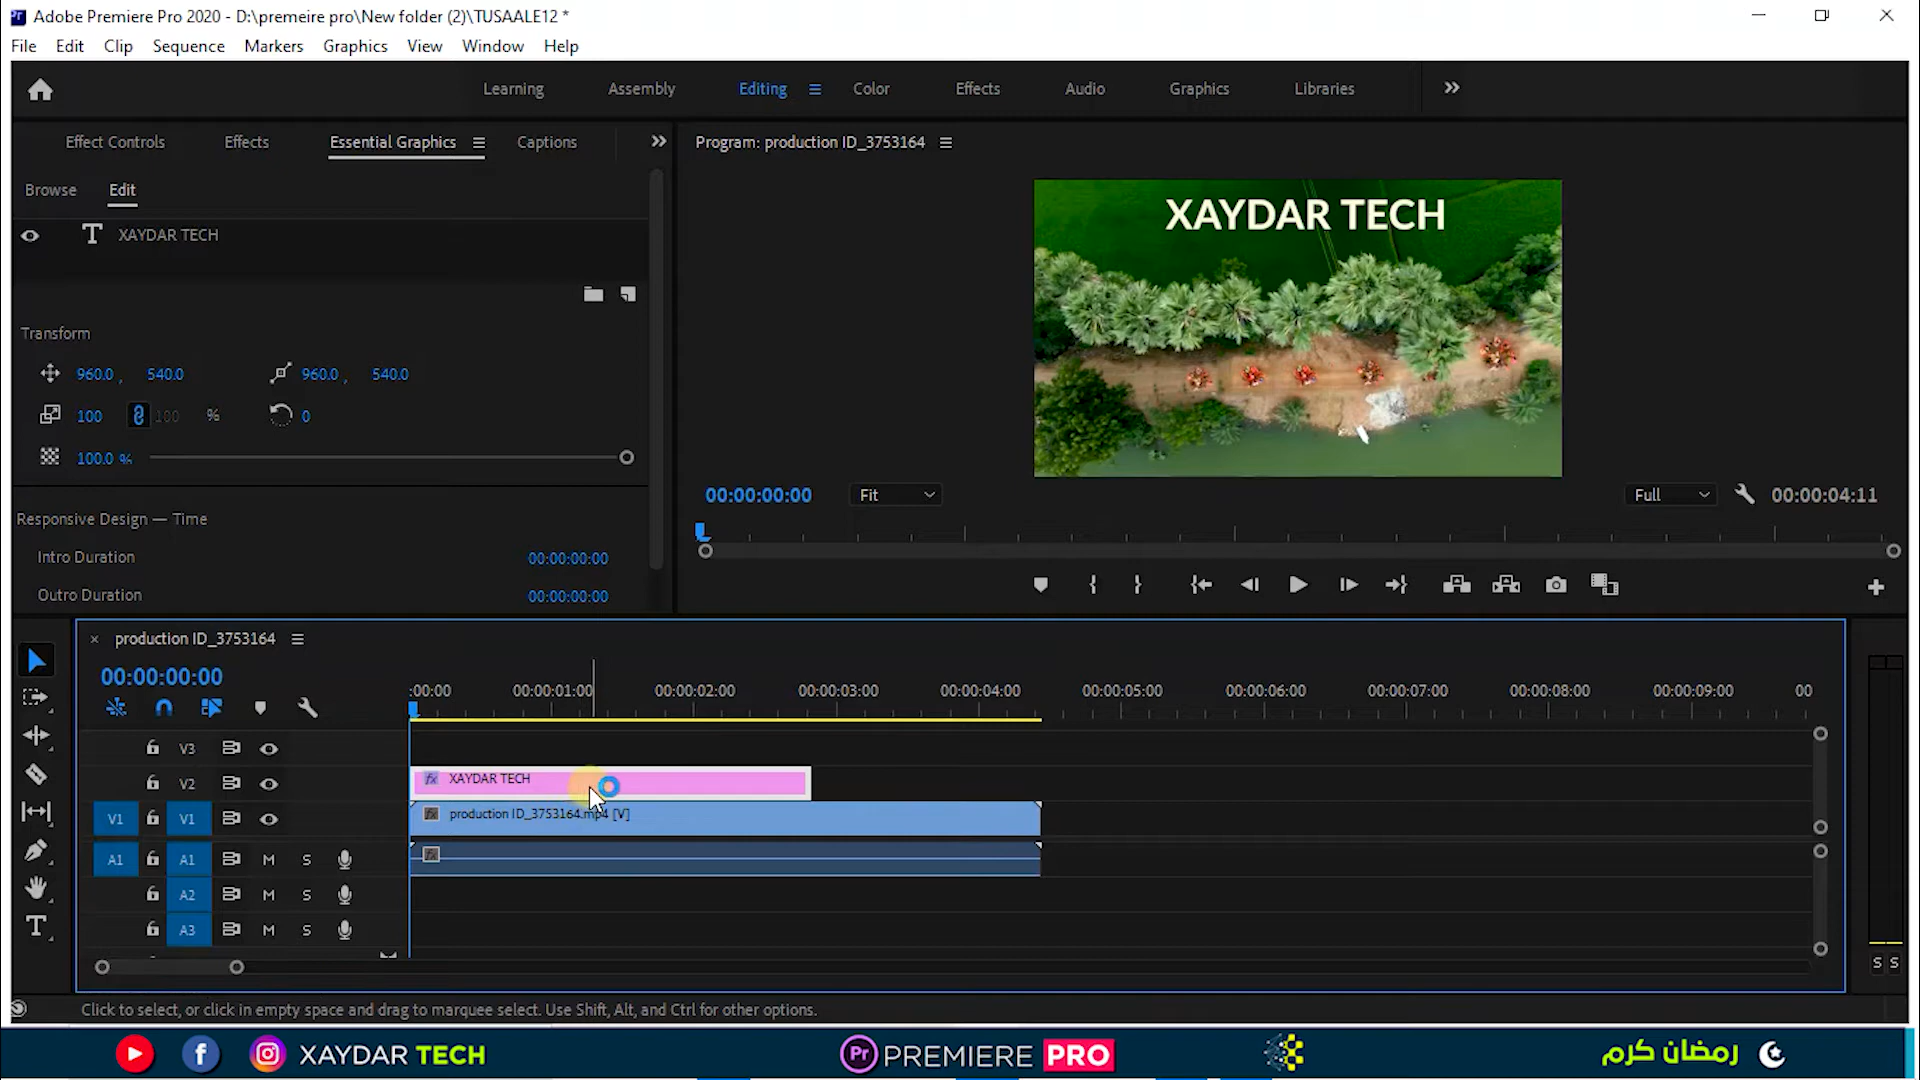 Adobe Premiere Pro 2020 - D:\premeire pro\New folder (2)\TUSAALE12 *
File Edit Clip Sequence Markers Graphics View Window Help
Learning Assembly Editing Color Effects Audio Graphics Libraries
Effect Controls Effects Essential Graphics Captions
Program: production ID_3753164
Browse Edit
XAYDAR TECH
XAYDAR TECH
Transform
960.0 , 540.0 960.0 , 540.0
100 100 % 0
100.0 %
00:00:00:00 Fit Full 00:00:04:11
Responsive Design — Time
Intro Duration 00:00:00:00
Outro Duration 00:00:00:00
production ID_3753164
00:00:00:00
:00:00 00:00:01:00 00:00:02:00 00:00:03:00 00:00:04:00 00:00:05:00 00:00:06:00 00:00:07:00 00:00:08:00 00:00:09:00 00
V3
V2 fx XAYDAR TECH
V1 V1 fx production ID_3753164.mp4 [V]
A1 A1 M S fx
A2 M S
A3 M S
S S
Click to select, or click in empty space and drag to marquee select. Use Shift, Alt, and Ctrl for other options.
XAYDAR TECH Pr PREMIERE PRO رمضان كرم